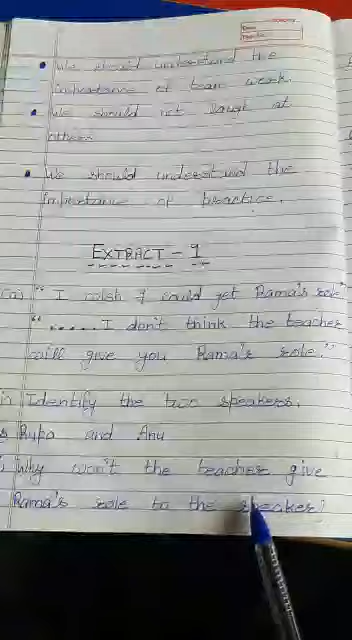 Date
• We should understand the
importance of team work.
• We should not laugh at
others
• We should understand the
importance of practice.
EXTRACT - 1
(a) "I wish I could get Rama's role"
"..... I don't think the teacher
will give you Rama's role."
Identify the two speakers.
Rupa and Anu
Why won't the teacher give
Rama's role to the speaker?